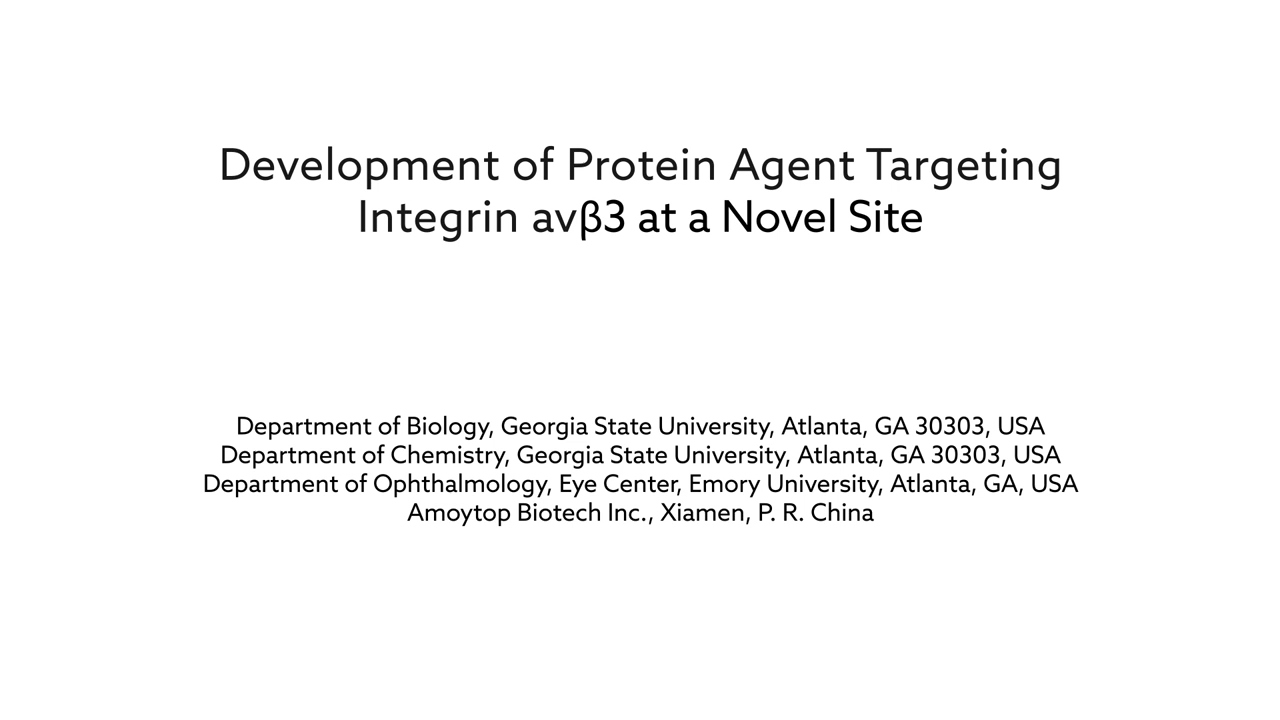 Development of Protein Agent Targeting
Integrin avβ3 at a Novel Site
Department of Biology, Georgia State University, Atlanta, GA 30303, USA
Department of Chemistry, Georgia State University, Atlanta, GA 30303, USA
Department of Ophthalmology, Eye Center, Emory University, Atlanta, GA, USA
Amoytop Biotech Inc., Xiamen, P. R. China